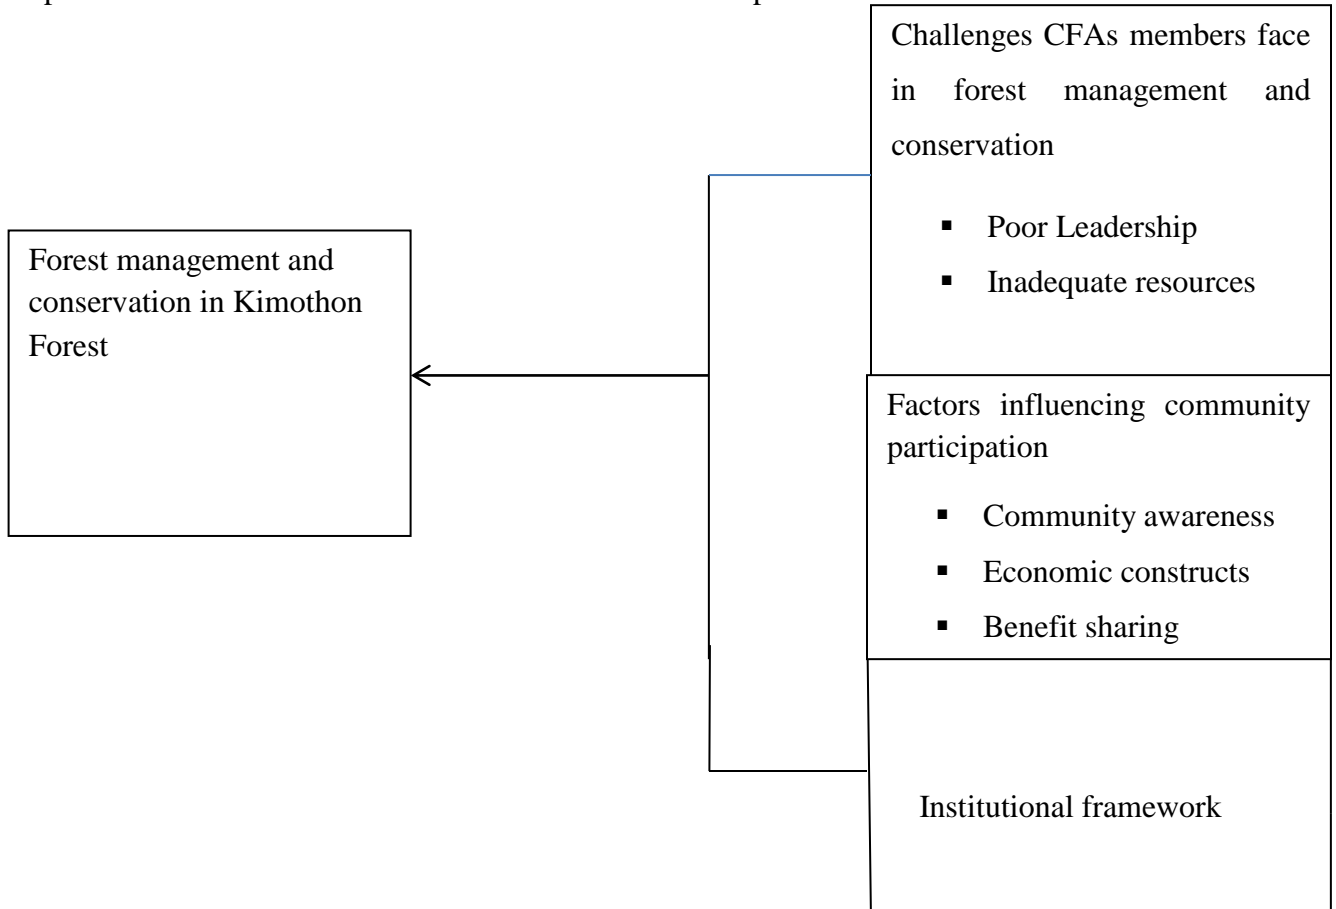 Forest management and
conservation in Kimothon
Forest
Challenges CFAs members face
in forest management and
conservation
▪ Poor Leadership
▪ Inadequate resources
Factors influencing community
participation
▪ Community awareness
▪ Economic constructs
▪ Benefit sharing
Institutional framework